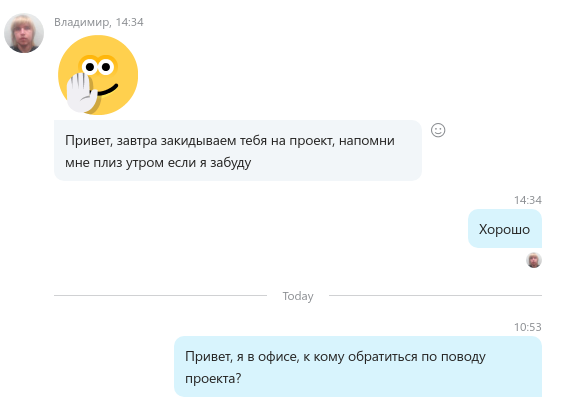 Владимир, 14:34
Привет, завтра закидываем тебя на проект, напомни
мне плиз утром если я забуду
14:34
Хорошо
Today
10:53
Привет, я в офисе, к кому обратиться по поводу
проекта?